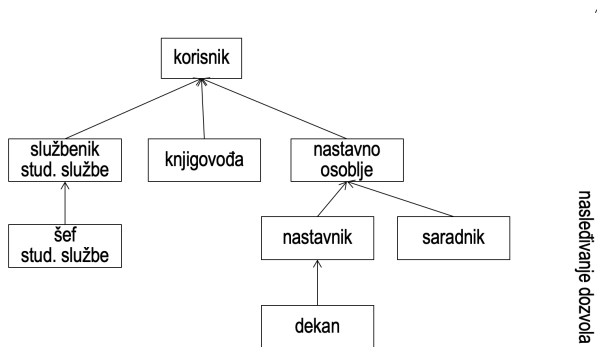 korisnik
službenik
stud. službe
knjigovođa
nastavno
osoblje
šef
stud. službe
nastavnik
saradnik
dekan
nasleđivanje dozvola